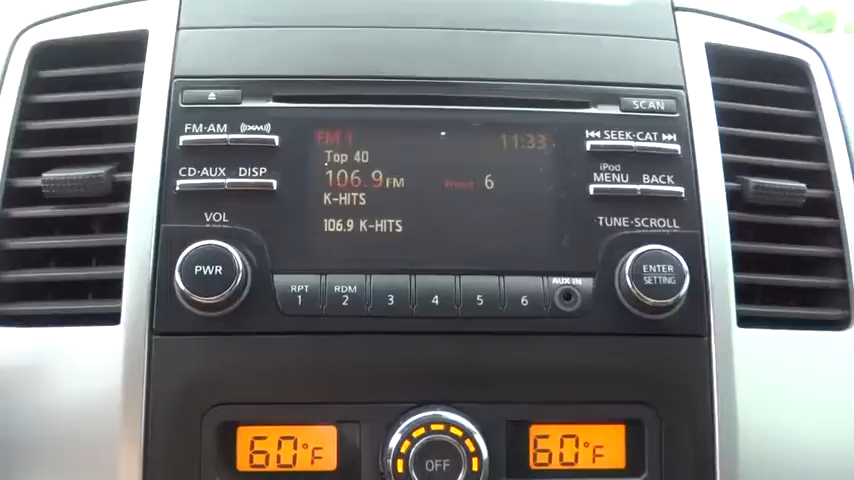 SCAN
FM·AM ((XM))
SEEK·CAT
FM 1 11:33
Top 40
CD·AUX DISP
iPod
MENU BACK
106.9 FM Preset 6
K-HITS
VOL
106.9 K-HITS
TUNE·SCROLL
PWR
ENTER
SETTING
RPT RDM AUX IN
1 2 3 4 5 6
60°F OFF 60°F